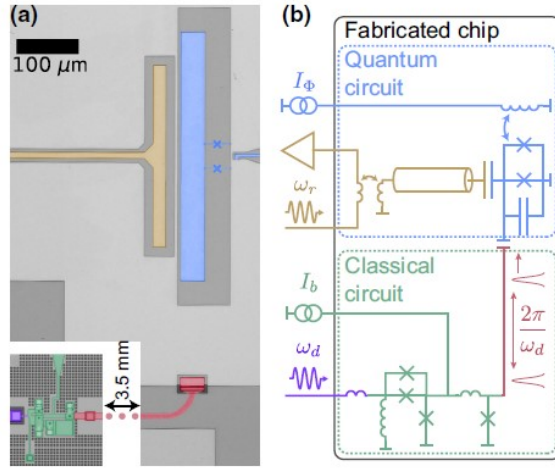 (a)
100 μm
3.5 mm
(b)
Fabricated chip
Quantum
circuit
I_Φ
ω_r
Classical
circuit
I_b
ω_d
2π
ω_d